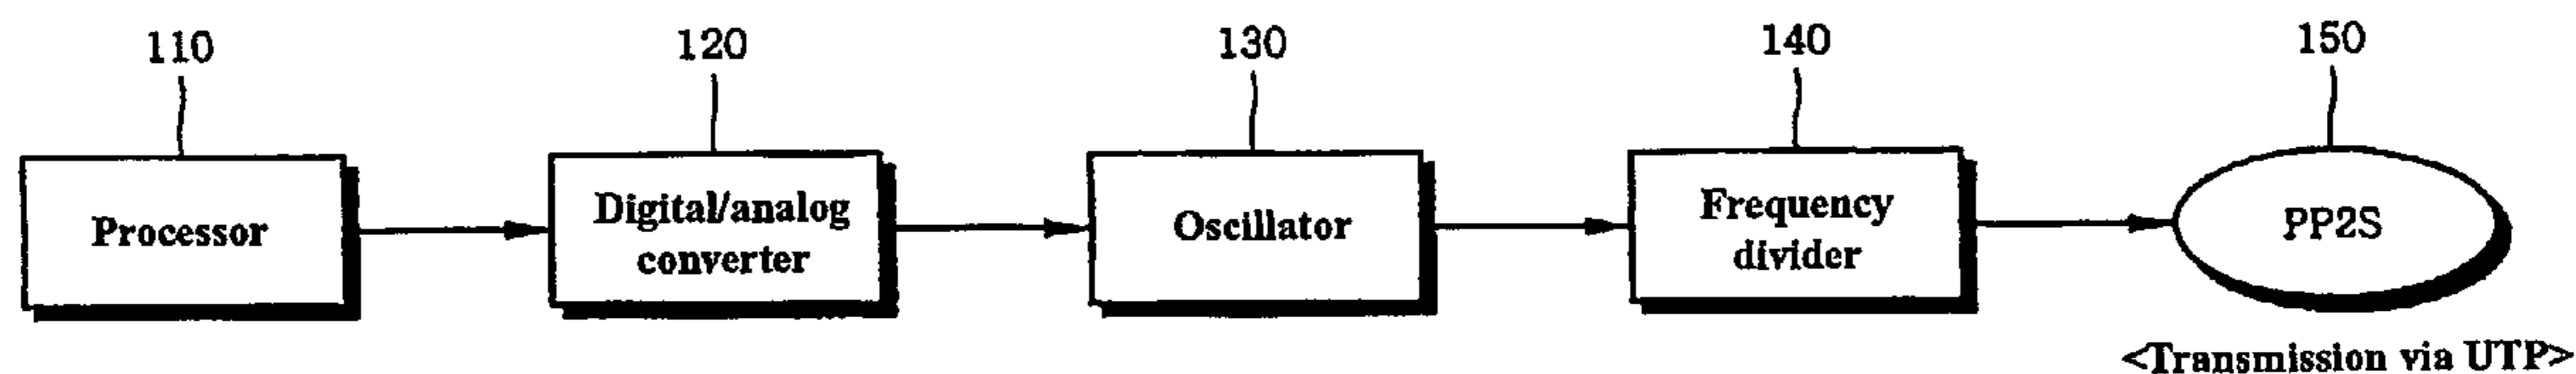 110
120
130
140
150
Processor
Digital/analog
converter
Oscillator
Frequency
divider
PP2S
<Transmission via UTP>